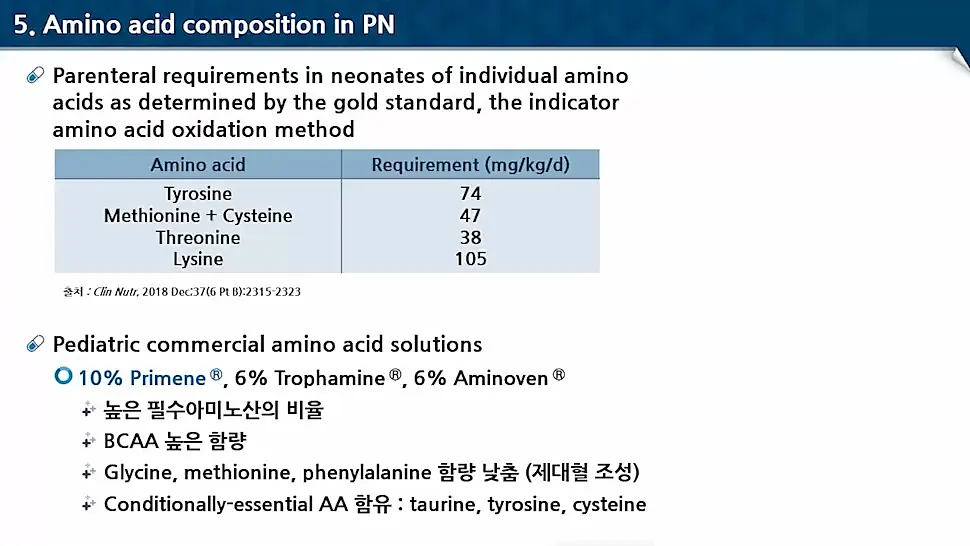 5. Amino acid composition in PN
Parenteral requirements in neonates of individual amino
acids as determined by the gold standard, the indicator
amino acid oxidation method
Amino acid Requirement (mg/kg/d)
Tyrosine 74
Methionine + Cysteine 47
Threonine 38
Lysine 105
출처 : Clin Nutr, 2018 Dec;37(6 Pt B):2315-2323
Pediatric commercial amino acid solutions
10% Primene®, 6% Trophamine®, 6% Aminoven®
높은 필수아미노산의 비율
BCAA 높은 함량
Glycine, methionine, phenylalanine 함량 낮춤 (제대혈 조성)
Conditionally-essential AA 함유 : taurine, tyrosine, cysteine